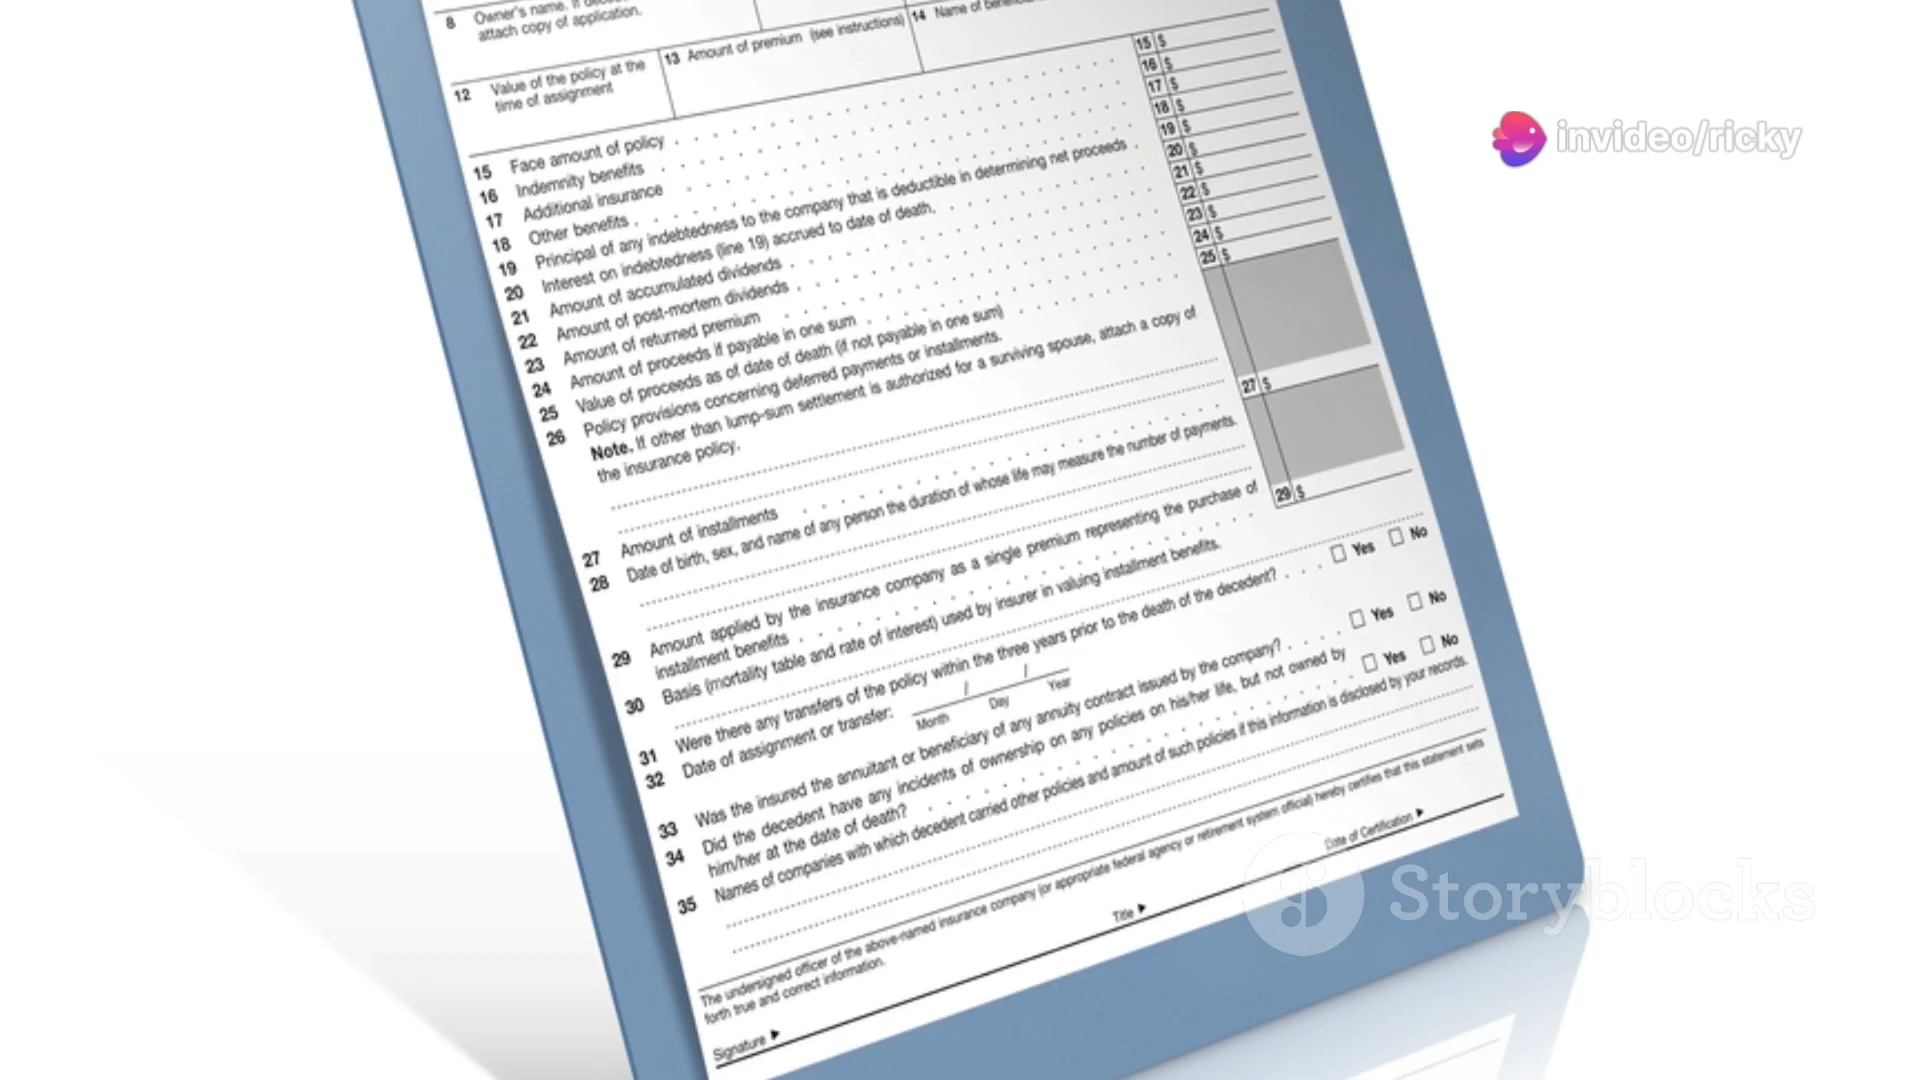 8 Owner's name. If
attach copy of application.
12 Value of the policy at the
time of assignment
13 Amount of premium (see instructions)
14 Name of
15 Face amount of policy 15 $
16 Indemnity benefits 16 $
17 Additional insurance 17 $
18 Other benefits 18 $
19 Principal of any indebtedness to the company that is deductible in determining net proceeds 19 $
20 Interest on indebtedness (line 19) accrued to date of death. 20 $
21 Amount of accumulated dividends 21 $
22 Amount of post-mortem dividends 22 $
23 Amount of returned premium 23 $
24 Amount of proceeds if payable in one sum 24 $
25 Value of proceeds as of date of death (if not payable in one sum) 25 $
26 Policy provisions concerning deferred payments or installments.
Note. If other than lump-sum settlement is authorized for a surviving spouse, attach a copy of
the insurance policy.
27 Amount of installments 27 $
28 Date of birth, sex, and name of any person the duration of whose life may measure the number of payments.
29 Amount applied by the insurance company as a single premium representing the purchase of
installment benefits 29 $
30 Basis (mortality table and rate of interest) used by insurer in valuing installment benefits.
31 Were there any transfers of the policy within the three years prior to the death of the decedent? Yes No
32 Date of assignment or transfer: / /
Month Day Year
33 Was the insured the annuitant or beneficiary of any annuity contract issued by the company? Yes No
34 Did the decedent have any incidents of ownership on any policies on his/her life, but not owned by
him/her at the date of death? Yes No
35 Names of companies with which decedent carried other policies and amount of such policies if this information is disclosed by your records.
The undersigned officer of the above-named insurance company (or appropriate federal agency or retirement system official) hereby certifies that this statement sets
forth true and correct information.
Signature Title Date of Certification
invideo/ricky
Storyblocks